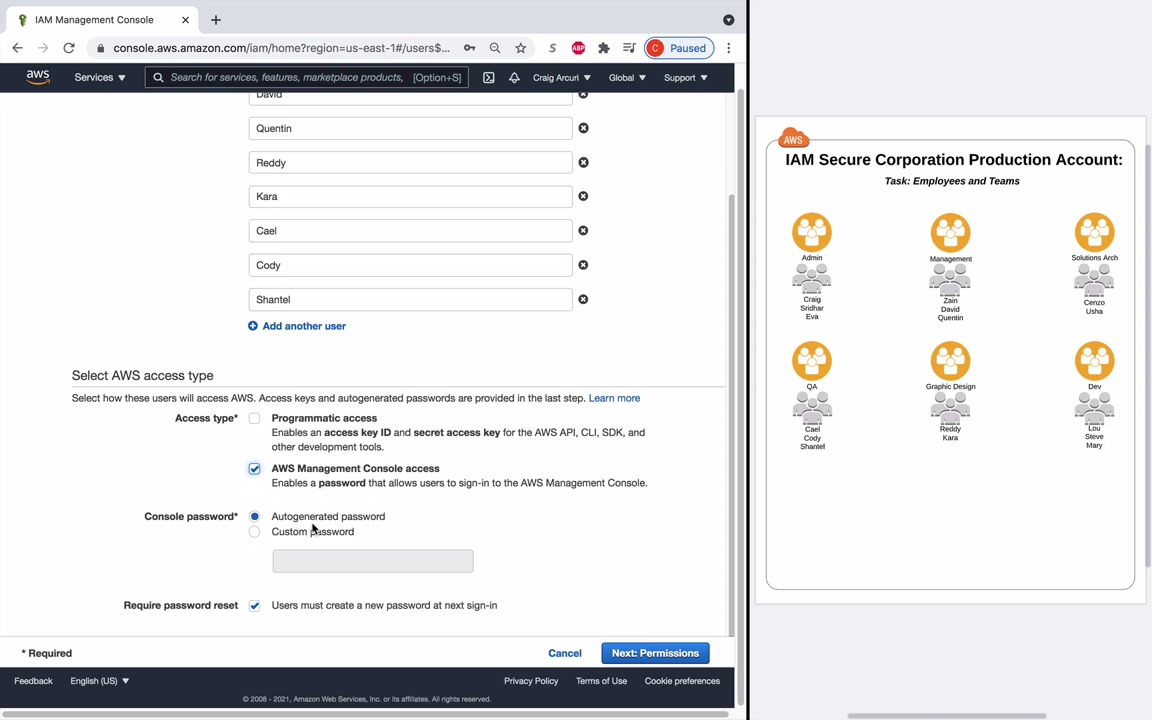 IAM Management Console
console.aws.amazon.com/iam/home?region=us-east-1#/users$...
S
ABP
C Paused
aws
Services
Search for services, features, marketplace products, [Option+S]
Craig Arcuri
Global
Support
David
Quentin
Reddy
Kara
Cael
Cody
Shantel
Add another user
Select AWS access type
Select how these users will access AWS. Access keys and autogenerated passwords are provided in the last step. Learn more
Access type*
Programmatic access
Enables an access key ID and secret access key for the AWS API, CLI, SDK, and
other development tools.
AWS Management Console access
Enables a password that allows users to sign-in to the AWS Management Console.
Console password*
Autogenerated password
Custom password
Require password reset
Users must create a new password at next sign-in
* Required
Cancel
Next: Permissions
Feedback
English (US)
Privacy Policy
Terms of Use
Cookie preferences
© 2008 - 2021, Amazon Web Services, Inc. or its affiliates. All rights reserved.
AWS
IAM Secure Corporation Production Account:
Task: Employees and Teams
Admin
Craig
Sridhar
Eva
Management
Zain
David
Quentin
Solutions Arch
Cenzo
Usha
QA
Cael
Cody
Shantel
Graphic Design
Reddy
Kara
Dev
Lou
Steve
Mary